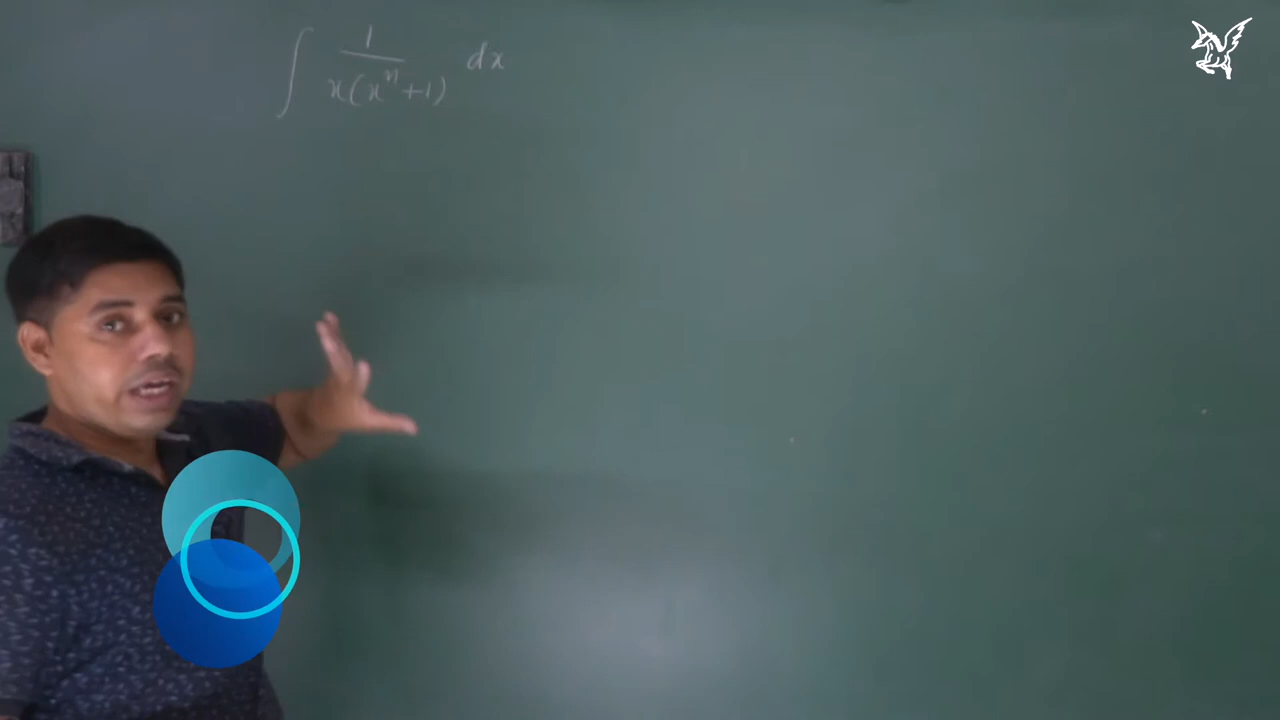 ∫ 1/(x(xⁿ+1)) dx